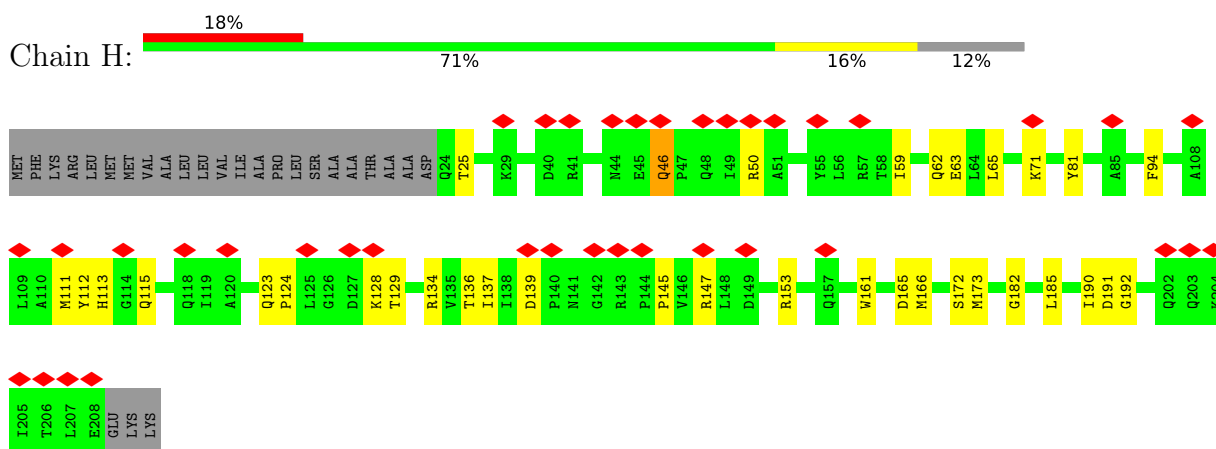 18%
Chain H:
71% 16% 12%
MET PHE LYS ARG LEU MET MET VAL ALA LEU LEU VAL ILE ALA PRO LEU SER ALA ALA THR ALA ALA ASP Q24 T25 K29 D40 R41 N44 E45 Q46 P47 Q48 I49 R50 A51 Y55 L56 R57 T58 I59 Q62 E63 L64 L65 K71 Y81 A85 F94 A108
L109 A110 M111 Y112 H113 G114 Q115 Q118 I119 A120 Q123 P124 L125 G126 D127 K128 T129 R134 V135 T136 I137 I138 D139 P140 N141 G142 R143 P144 P145 V146 R147 L148 D149 R153 Q157 W161 D165 M166 S172 M173 G182 L185 I190 D191 G192 Q202 Q203 K204
I205 T206 L207 E208 GLU LYS LYS